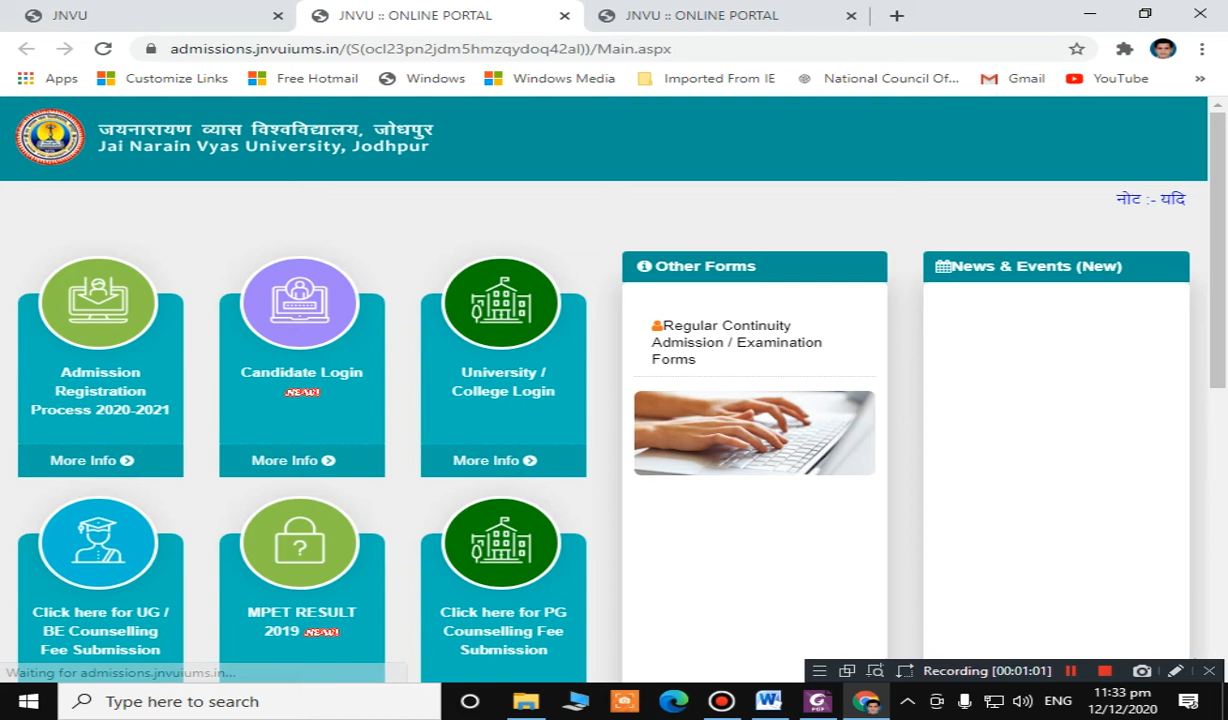 JNVU
JNVU :: ONLINE PORTAL
JNVU :: ONLINE PORTAL
admissions.jnvuiums.in/(S(ocl23pn2jdm5hmzqydoq42al))/Main.aspx
Apps
Customize Links
Free Hotmail
Windows
Windows Media
Imported From IE
National Council Of...
Gmail
YouTube
»
जयनारायण व्यास विश्वविद्यालय, जोधपुर
Jai Narain Vyas University, Jodhpur
नोट :- यदि
Admission
Registration
Process 2020-2021
More Info
Candidate Login
NEW!
More Info
University /
College Login
More Info
Click here for UG /
BE Counselling
Fee Submission
MPET RESULT
2019 NEW!
Click here for PG
Counselling Fee
Submission
Other Forms
Regular Continuity
Admission / Examination
Forms
News & Events (New)
Waiting for admissions.jnvuiums.in...
Recording [00:01:01]
Type here to search
ENG
11:33 pm
12/12/2020